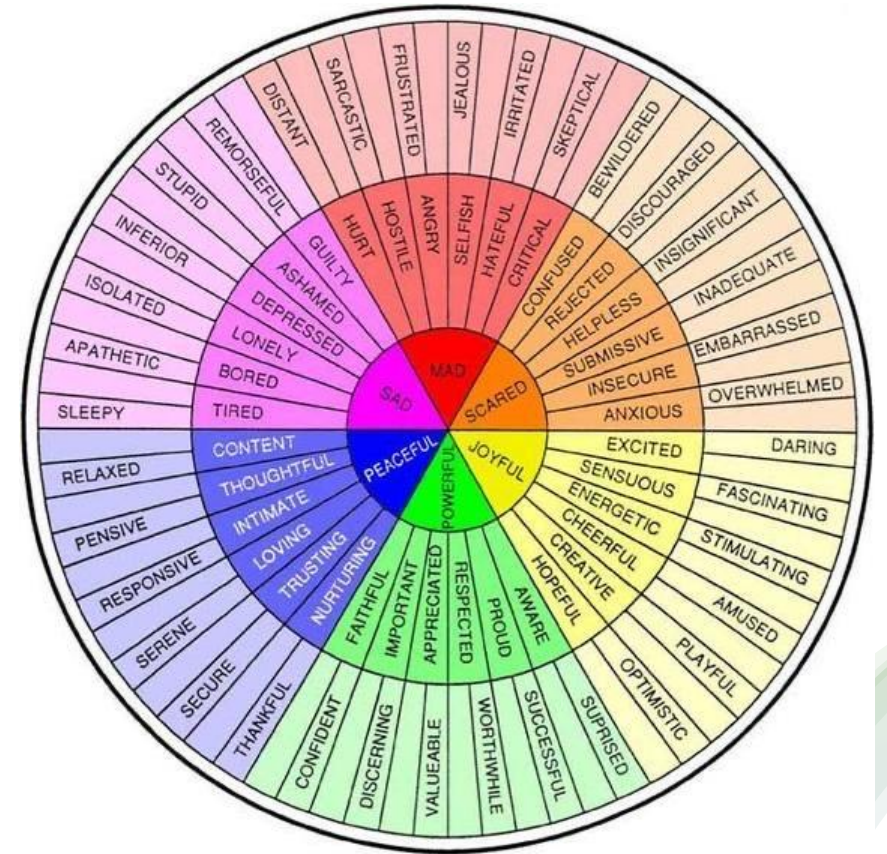 MAD
SCARED
JOYFUL
POWERFUL
PEACEFUL
SAD
HURT
HOSTILE
ANGRY
SELFISH
HATEFUL
CRITICAL
CONFUSED
REJECTED
HELPLESS
SUBMISSIVE
INSECURE
ANXIOUS
EXCITED
SENSUOUS
ENERGETIC
CHEERFUL
CREATIVE
HOPEFUL
AWARE
PROUD
RESPECTED
APPRECIATED
IMPORTANT
FAITHFUL
NURTURING
TRUSTING
LOVING
INTIMATE
THOUGHTFUL
CONTENT
TIRED
BORED
LONELY
DEPRESSED
ASHAMED
GUILTY
DISTANT
SARCASTIC
FRUSTRATED
JEALOUS
IRRITATED
SKEPTICAL
BEWILDERED
DISCOURAGED
INSIGNIFICANT
INADEQUATE
EMBARRASSED
OVERWHELMED
DARING
FASCINATING
STIMULATING
AMUSED
PLAYFUL
OPTIMISTIC
SUPRISED
SUCCESSFUL
WORTHWHILE
VALUEABLE
DISCERNING
CONFIDENT
THANKFUL
SECURE
SERENE
RESPONSIVE
PENSIVE
RELAXED
SLEEPY
APATHETIC
ISOLATED
INFERIOR
STUPID
REMORSEFUL